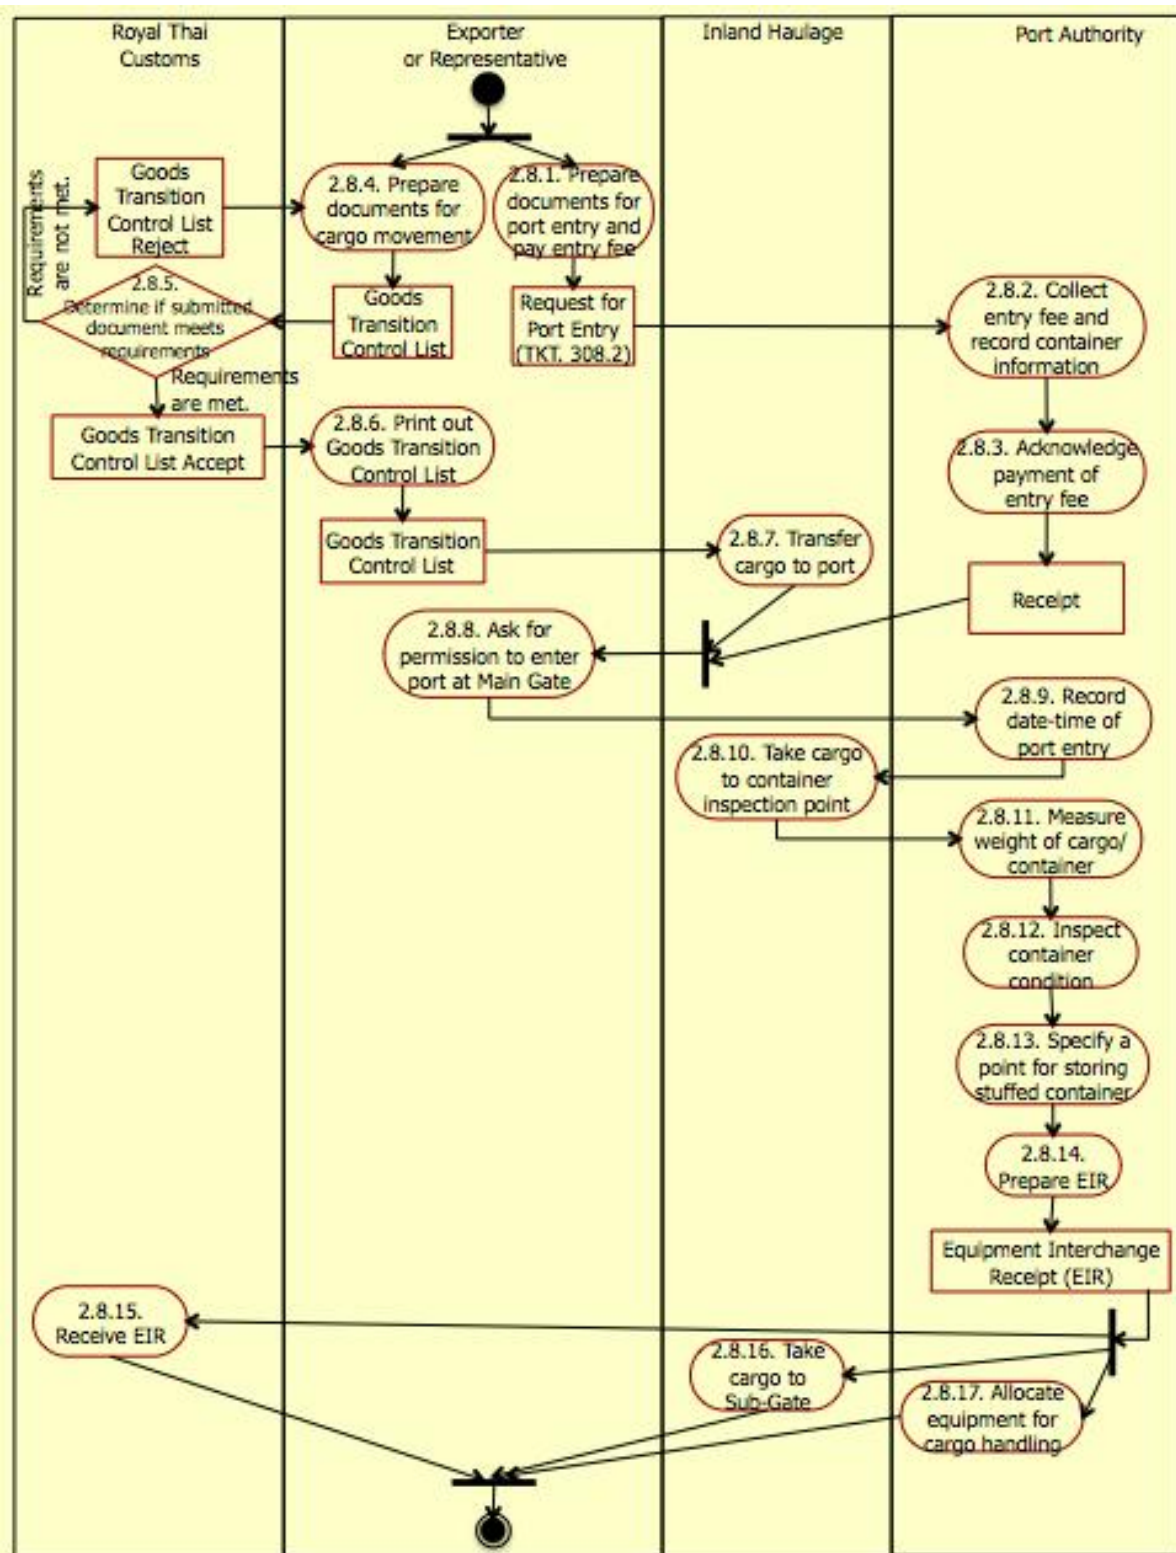 Royal Thai
Customs
Exporter
or Representative
Inland Haulage
Port Authority
Goods
Transition
Control List
Reject
Requirements
are not met.
2.8.4. Prepare
documents for
cargo movement
2.8.1. Prepare
documents for
port entry and
pay entry fee
2.8.5.
Determine if submitted
document meets
requirements
Goods
Transition
Control List
Request for
Port Entry
(TKT. 308.2)
2.8.2. Collect
entry fee and
record container
information
Requirements
are met.
Goods Transition
Control List Accept
2.8.6. Print out
Goods Transition
Control List
2.8.3. Acknowledge
payment of
entry fee
Goods Transition
Control List
2.8.7. Transfer
cargo to port
Receipt
2.8.8. Ask for
permission to enter
port at Main Gate
2.8.9. Record
date-time of
port entry
2.8.10. Take cargo
to container
inspection point
2.8.11. Measure
weight of cargo/
container
2.8.12. Inspect
container
condition
2.8.13. Specify a
point for storing
stuffed container
2.8.14.
Prepare EIR
Equipment Interchange
Receipt (EIR)
2.8.15.
Receive EIR
2.8.16. Take
cargo to
Sub-Gate
2.8.17. Allocate
equipment for
cargo handling